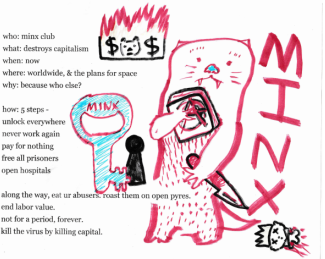 who: minx club
what: destroys capitalism
when: now
where: worldwide, & the plans for space
why: because who else?
how: 5 steps -
unlock everywhere
never work again
pay for nothing
free all prisoners
open hospitals
along the way, eat ur abusers. roast them on open pyres.
end labor value.
not for a period, forever.
kill the virus by killing capital.
$ $
MINX
MINX